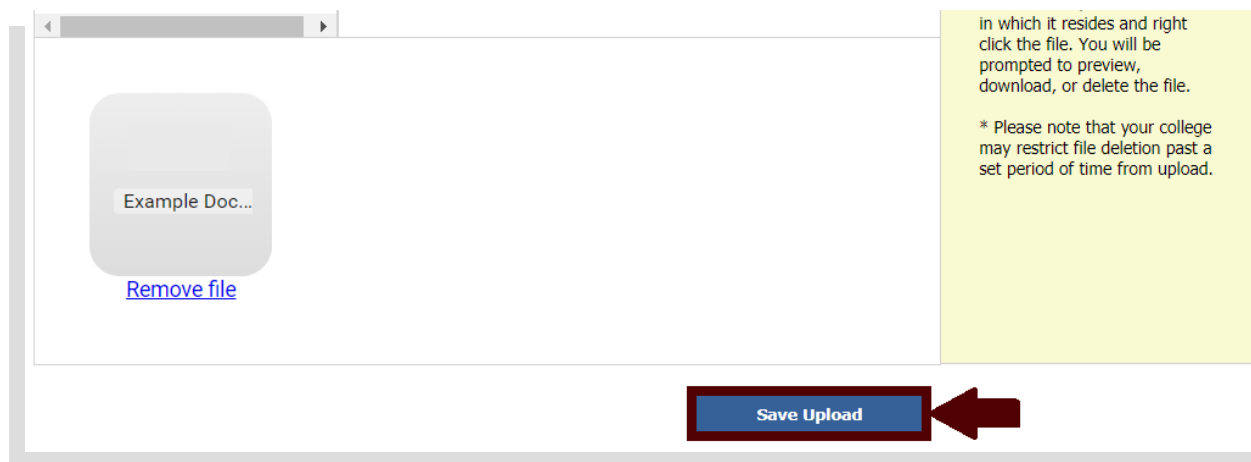 in which it resides and right
click the file. You will be
prompted to preview,
download, or delete the file.
* Please note that your college
may restrict file deletion past a
set period of time from upload.
Example Doc...
Remove file
Save Upload